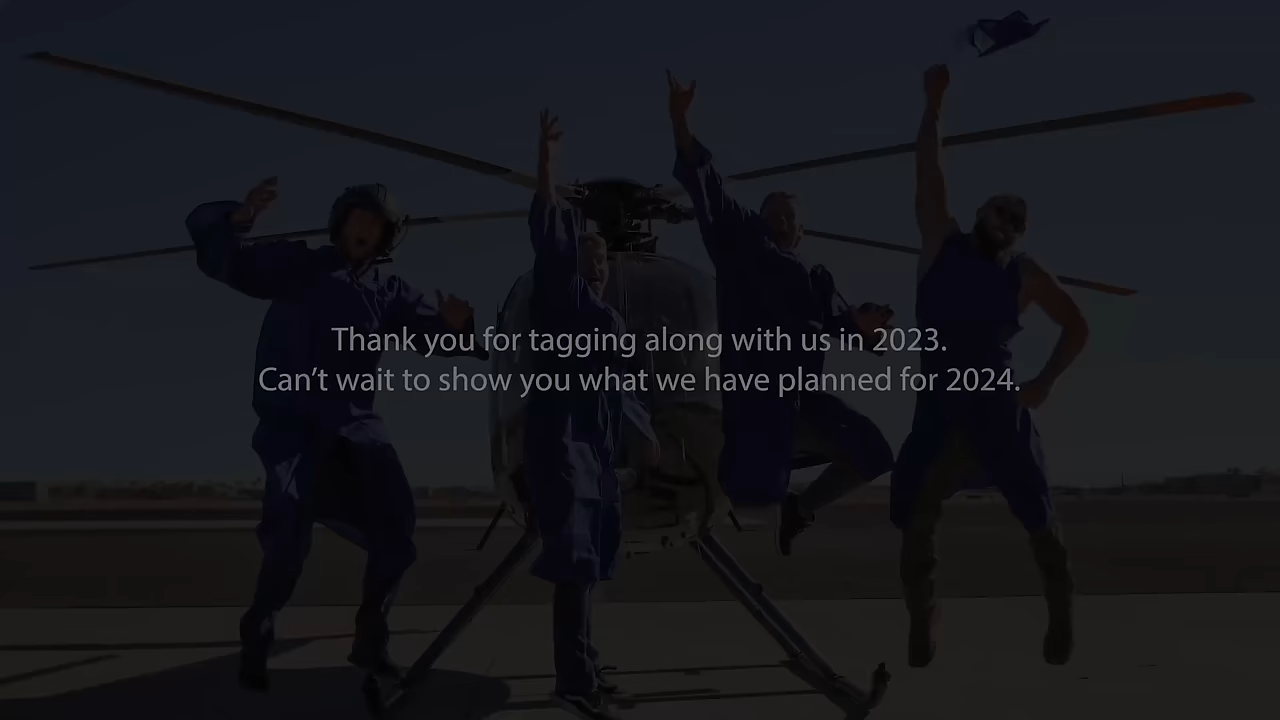 Thank you for tagging along with us in 2023.
Can’t wait to show you what we have planned for 2024.